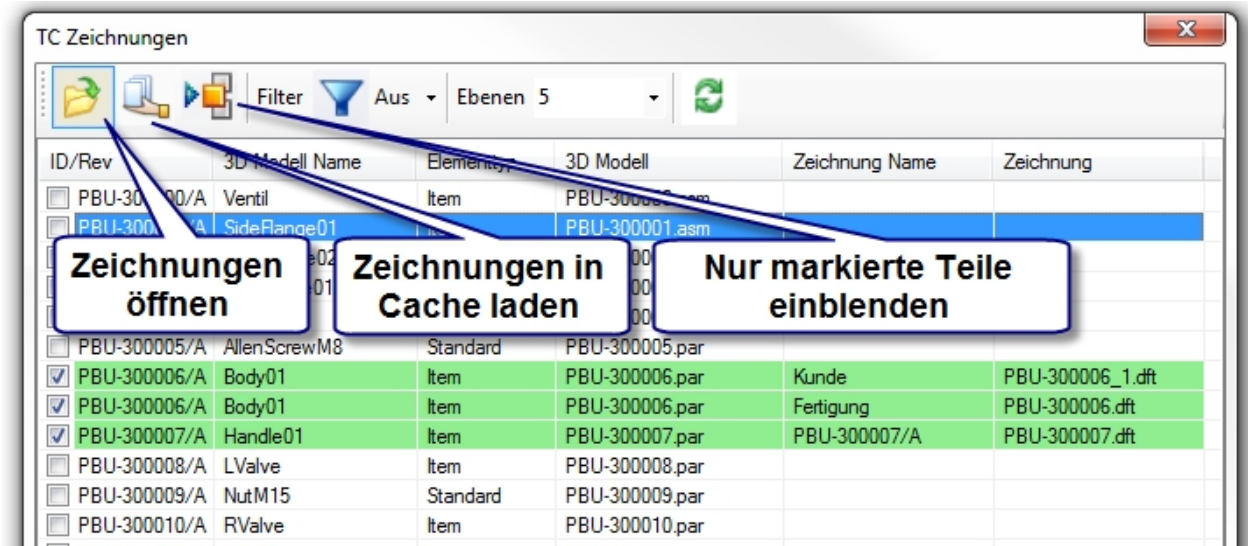 TC Zeichnungen
Filter Aus Ebenen 5
ID/Rev 3D Modell Name Elementtyp 3D Modell Zeichnung Name Zeichnung
Ventil Item
SideFlange01 PBU-300001.asm
Zeichnungen öffnen
Zeichnungen in Cache laden
Nur markierte Teile einblenden
PBU-300005/A AllenScrewM8 Standard PBU-300005.par
PBU-300006/A Body01 Item PBU-300006.par Kunde PBU-300006_1.dft
PBU-300006/A Body01 Item PBU-300006.par Fertigung PBU-300006.dft
PBU-300007/A Handle01 Item PBU-300007.par PBU-300007/A PBU-300007.dft
PBU-300008/A LValve Item PBU-300008.par
PBU-300009/A NutM15 Standard PBU-300009.par
PBU-300010/A RValve Item PBU-300010.par